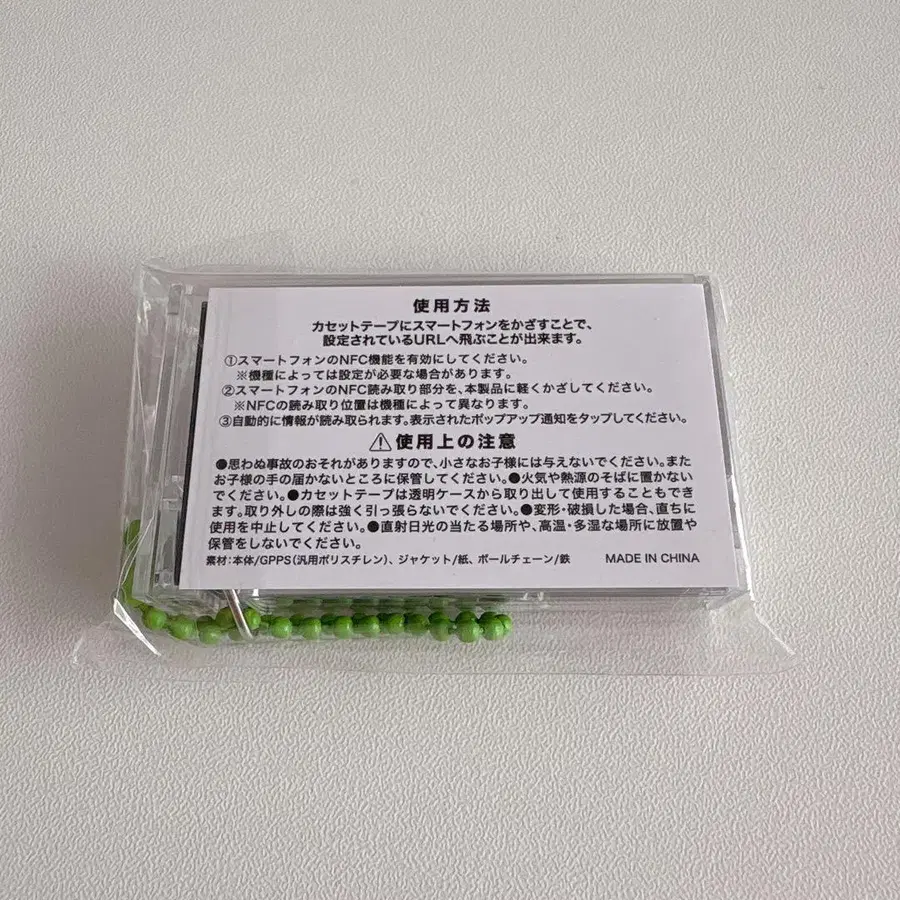 使用方法
カセットテープにスマートフォンをかざすことで、
設定されているURLへ飛ぶことが出来ます。
①スマートフォンのNFC機能を有効にしてください。
※機種によっては設定が必要な場合があります。
②スマートフォンのNFC読み取り部分を、本製品に軽くかざしてください。
※NFCの読み取り位置は機種によって異なります。
③自動的に情報が読み取られます。表示されたポップアップ通知をタップしてください。
⚠使用上の注意
●思わぬ事故のおそれがありますので、小さなお子様には与えないでください。また
お子様の手の届かないところに保管してください。●火気や熱源のそばに置かない
でください。●カセットテープは透明ケースから取り出して使用することもでき
ます。取り外しの際は強く引っ張らないでください。●変形・破損した場合、直ちに
使用を中止してください。●直射日光の当たる場所や、高温・多湿な場所に放置や
保管をしないでください。
素材:本体/GPPS(汎用ポリスチレン)、ジャケット/紙、ボールチェーン/鉄 MADE IN CHINA